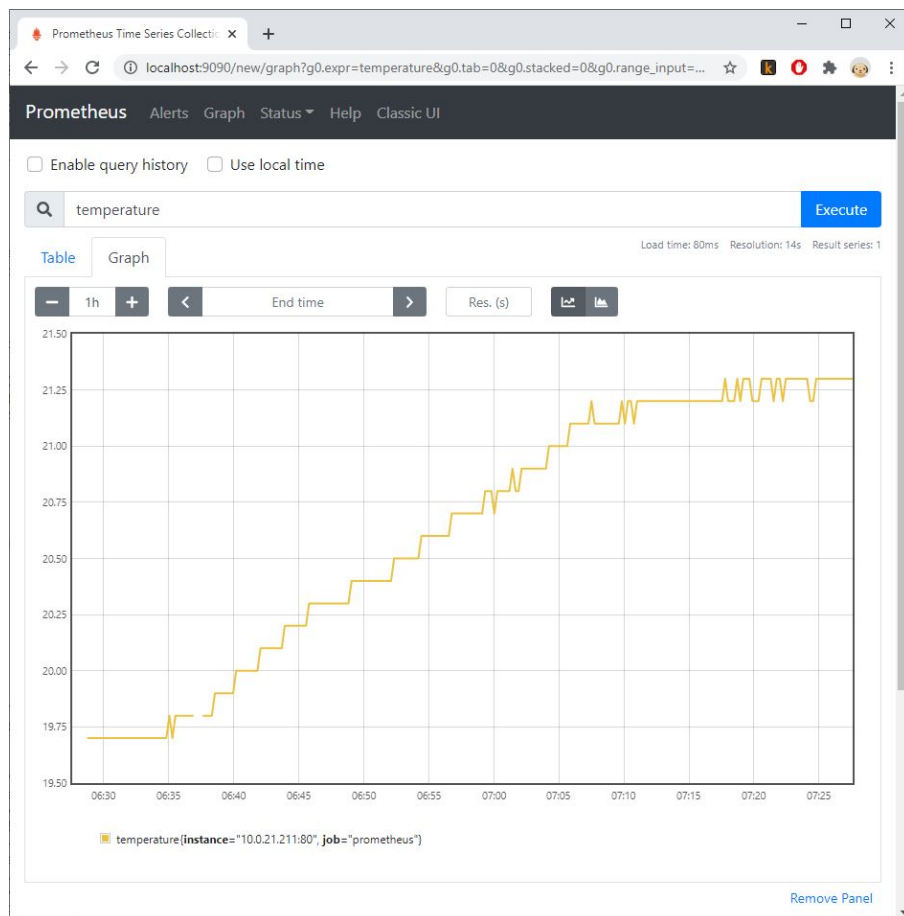 Prometheus Time Series Collectic
localhost:9090/new/graph?g0.expr=temperature&g0.tab=0&g0.stacked=0&g0.range_input=...
Prometheus Alerts Graph Status Help Classic UI
Enable query history Use local time
temperature Execute
Load time: 80ms Resolution: 14s Result series: 1
Table Graph
1h End time Res. (s)
21.50
21.25
21.00
20.75
20.50
20.25
20.00
19.75
19.50
06:30 06:35 06:40 06:45 06:50 06:55 07:00 07:05 07:10 07:15 07:20 07:25
temperature{instance="10.0.21.211:80", job="prometheus"}
Remove Panel